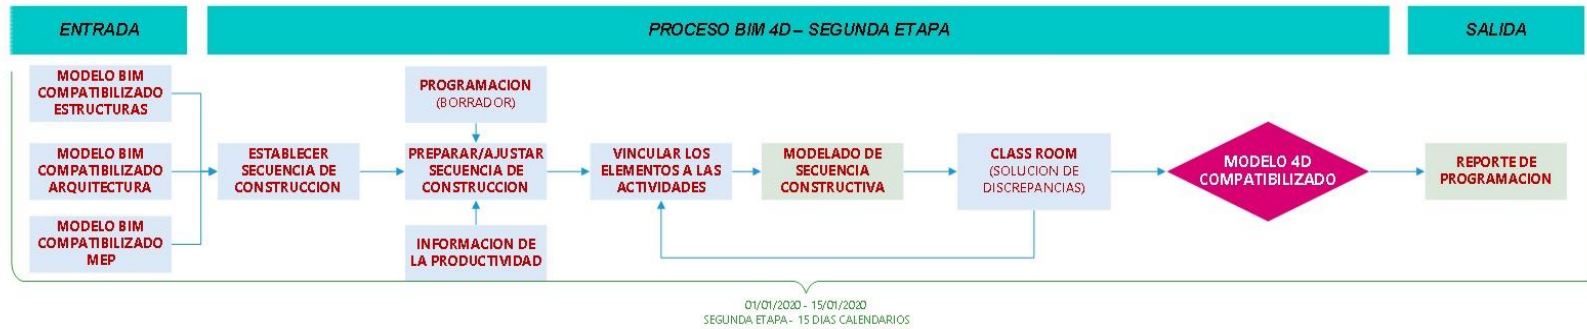 ENTRADA
PROCESO BIM 4D – SEGUNDA ETAPA
SALIDA
MODELO BIM
COMPATIBILIZADO
ESTRUCTURAS
MODELO BIM
COMPATIBILIZADO
ARQUITECTURA
MODELO BIM
COMPATIBILIZADO
MEP
ESTABLECER
SECUENCIA DE
CONSTRUCCION
PROGRAMACION
(BORRADOR)
PREPARAR/AJUSTAR
SECUENCIA DE
CONSTRUCCION
INFORMACION DE
LA PRODUCTIVIDAD
VINCULAR LOS
ELEMENTOS A LAS
ACTIVIDADES
MODELADO DE
SECUENCIA
CONSTRUCTIVA
CLASS ROOM
(SOLUCION DE
DISCREPANCIAS)
MODELO 4D
COMPATIBILIZADO
REPORTE DE
PROGRAMACION
01/01/2020 - 15/01/2020
SEGUNDA ETAPA - 15 DIAS CALENDARIOS